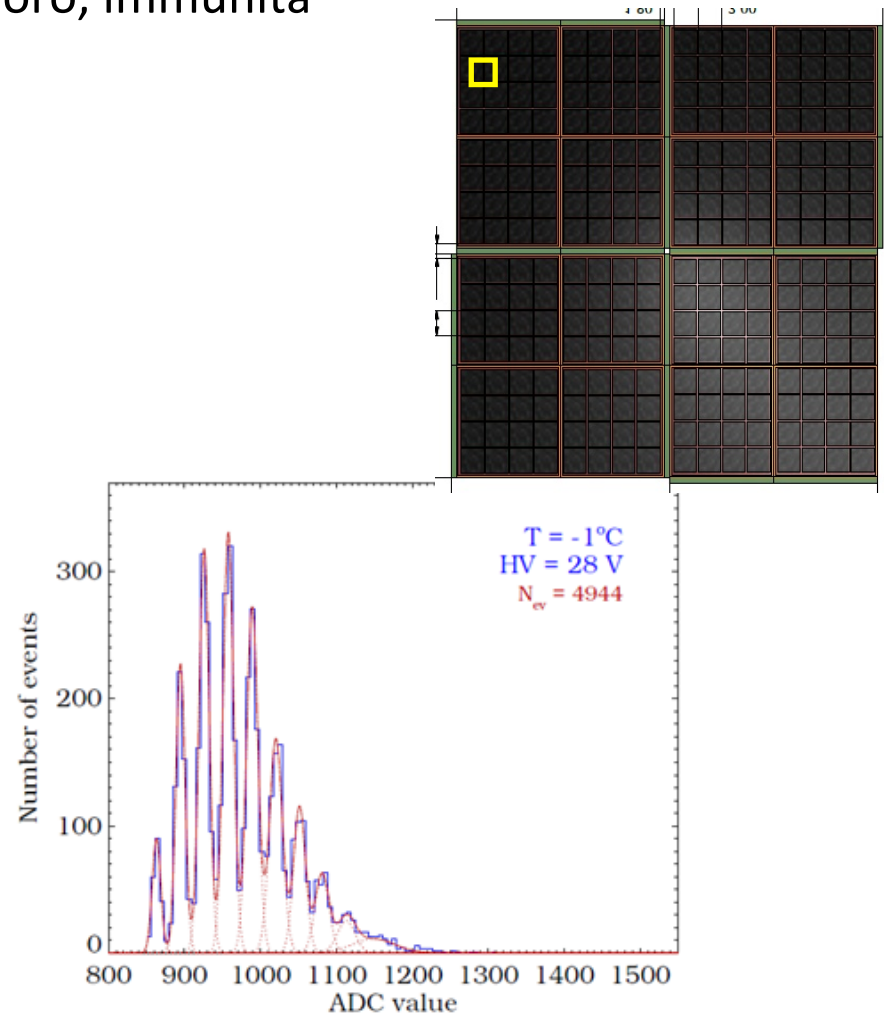 oro, immunità
T = -1°C
HV = 28 V
N_ev = 4944
300
200
100
0
Number of events
800 900 1000 1100 1200 1300 1400 1500
ADC value